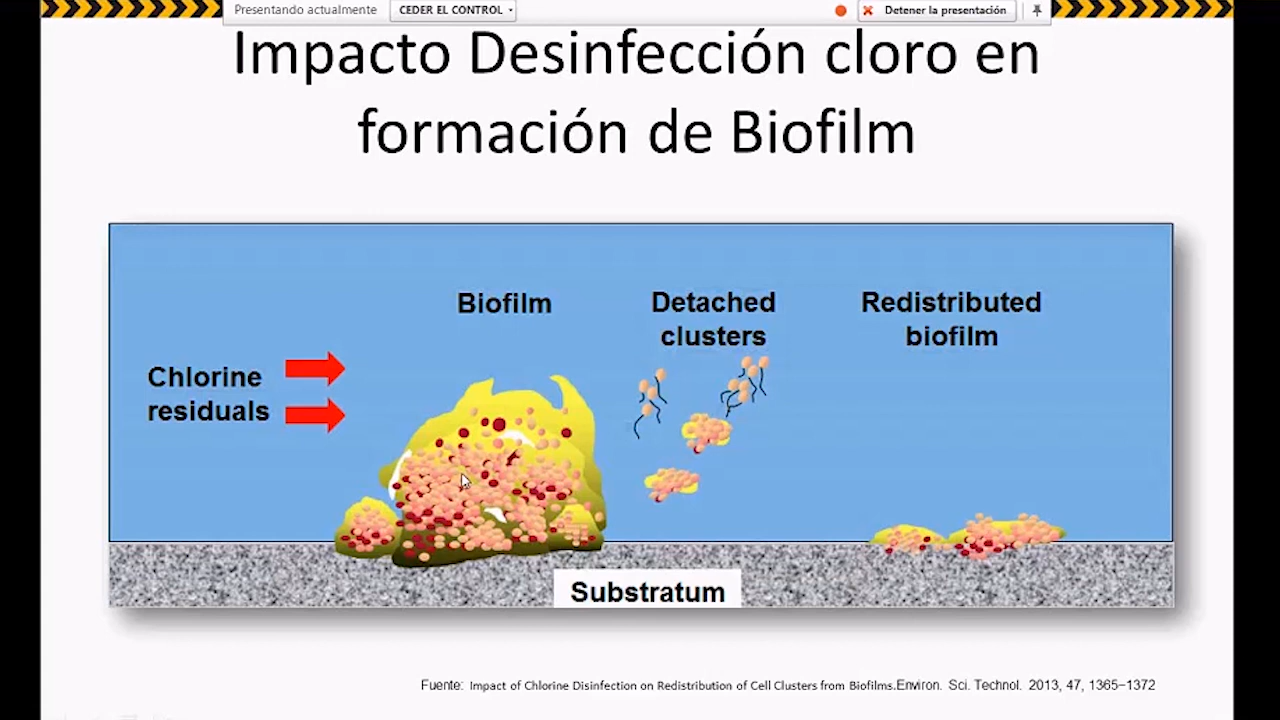 Presentando actualmente CEDER EL CONTROL Detener la presentación
Impacto Desinfección cloro en
formación de Biofilm
Biofilm
Detached
clusters
Redistributed
biofilm
Chlorine
residuals
Substratum
Fuente: Impact of Chlorine Disinfection on Redistribution of Cell Clusters from Biofilms.Environ. Sci. Technol. 2013, 47, 1365−1372